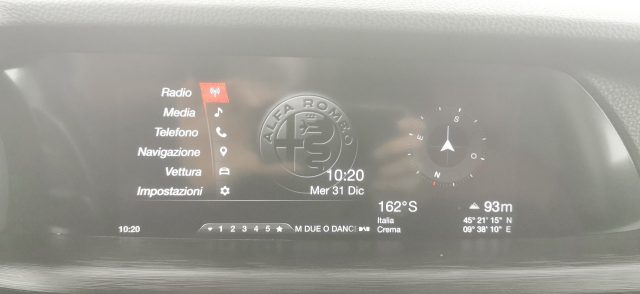 Radio
Media
Telefono
Navigazione
Vettura
Impostazioni
ALFA ROMEO
10:20
Mer 31 Dic
S
E
O
N
162°S
93m
Italia
Crema
45° 21' 15" N
09° 38' 10" E
10:20
1 2 3 4 5
M DUE O DANCE